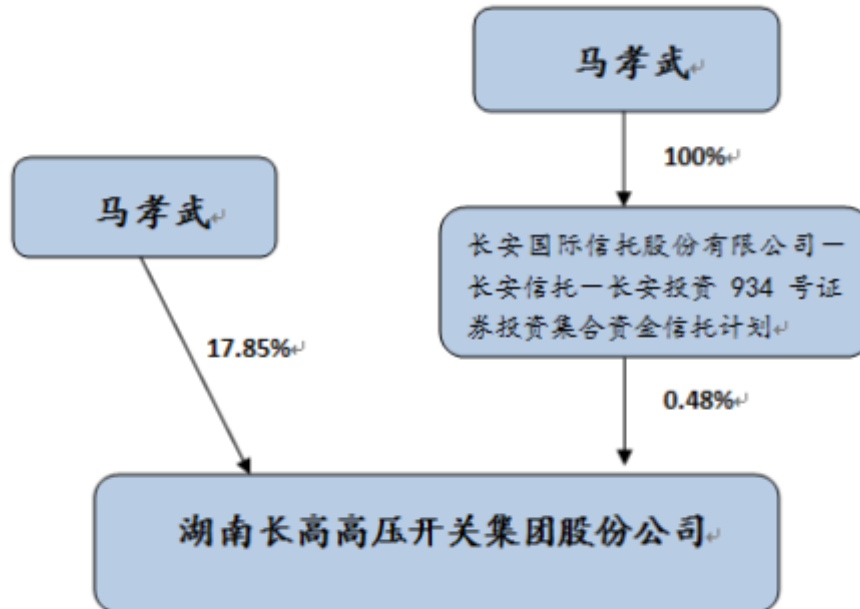 马孝武
100%
马孝武
长安国际信托股份有限公司—
长安信托—长安投资 934 号证
券投资集合资金信托计划
17.85%
0.48%
湖南长高高压开关集团股份公司